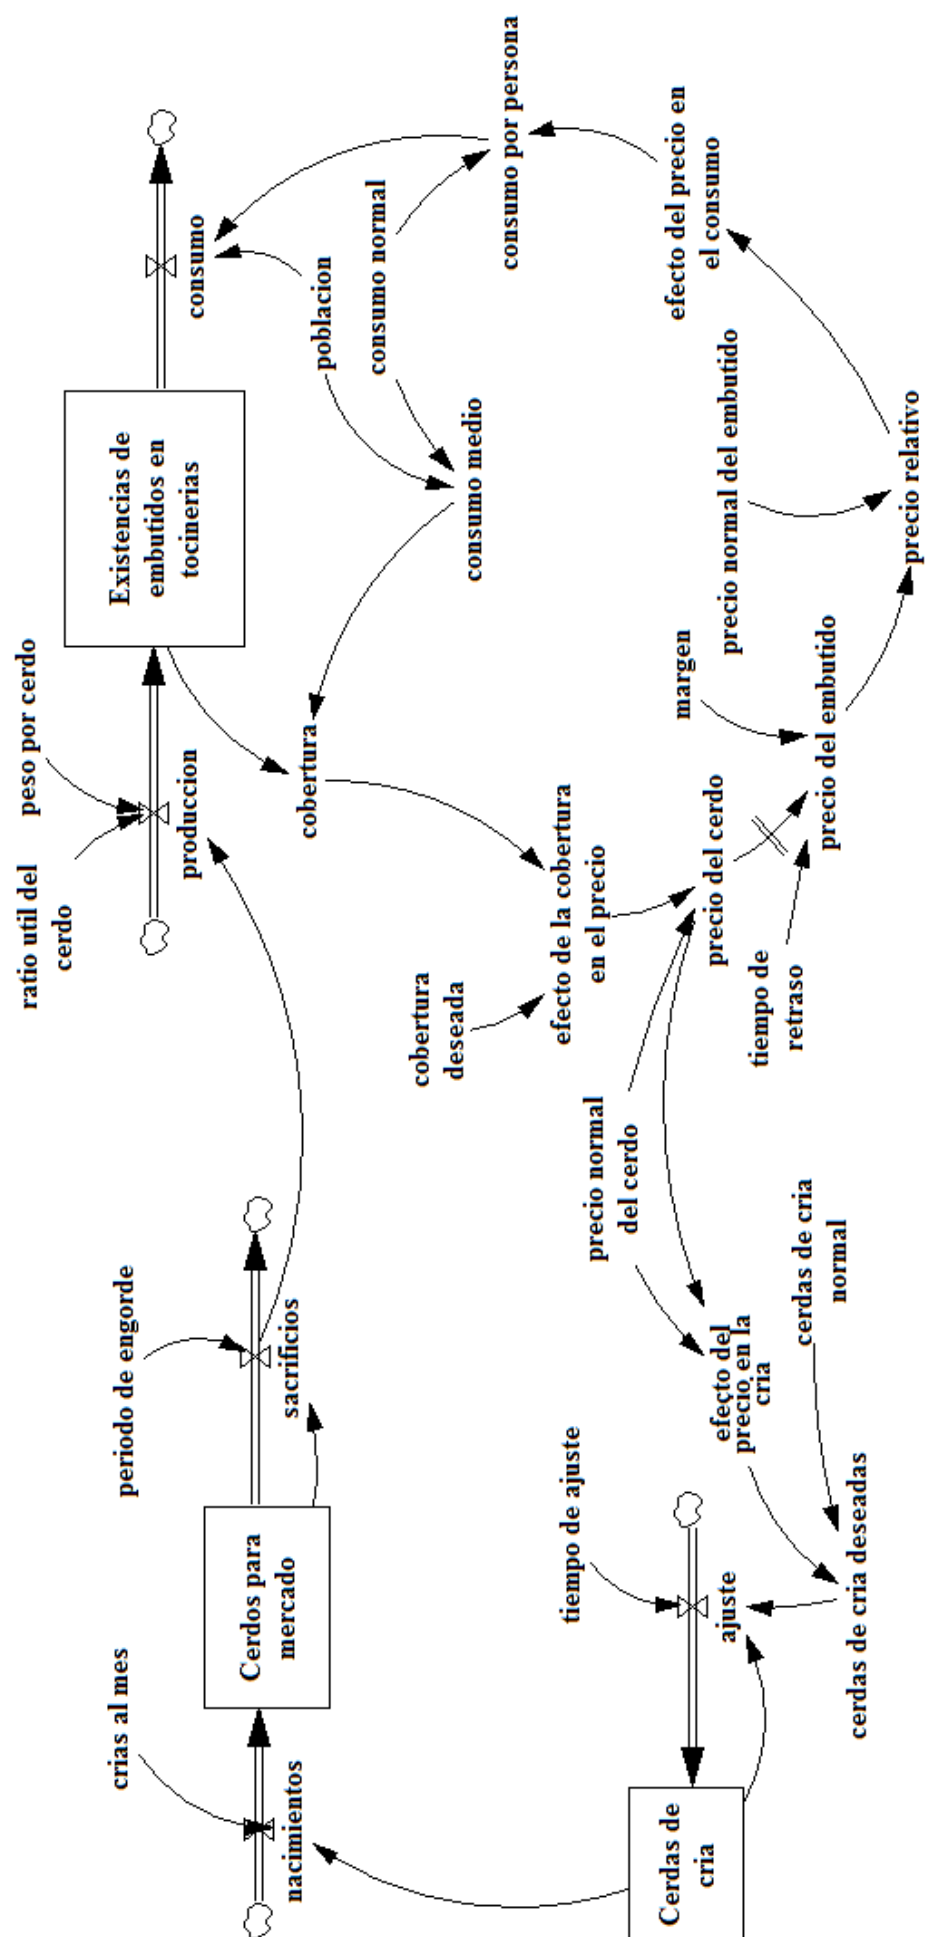 crias al mes
nacimientos
Cerdos para
mercado
periodo de engorde
sacrificios
ratio util del
cerdo
peso por cerdo
produccion
Existencias de
embutidos en
tocinerias
consumo
poblacion
consumo normal
consumo por persona
consumo medio
cobertura
cobertura
deseada
efecto de la cobertura
en el precio
efecto del precio en
el consumo
precio normal
del cerdo
precio del cerdo
tiempo de
retraso
margen
precio del embutido
precio normal del embutido
precio relativo
Cerdas de
cria
tiempo de ajuste
ajuste
efecto del
precio en la
cria
cerdas de cria
normal
cerdas de cria deseadas